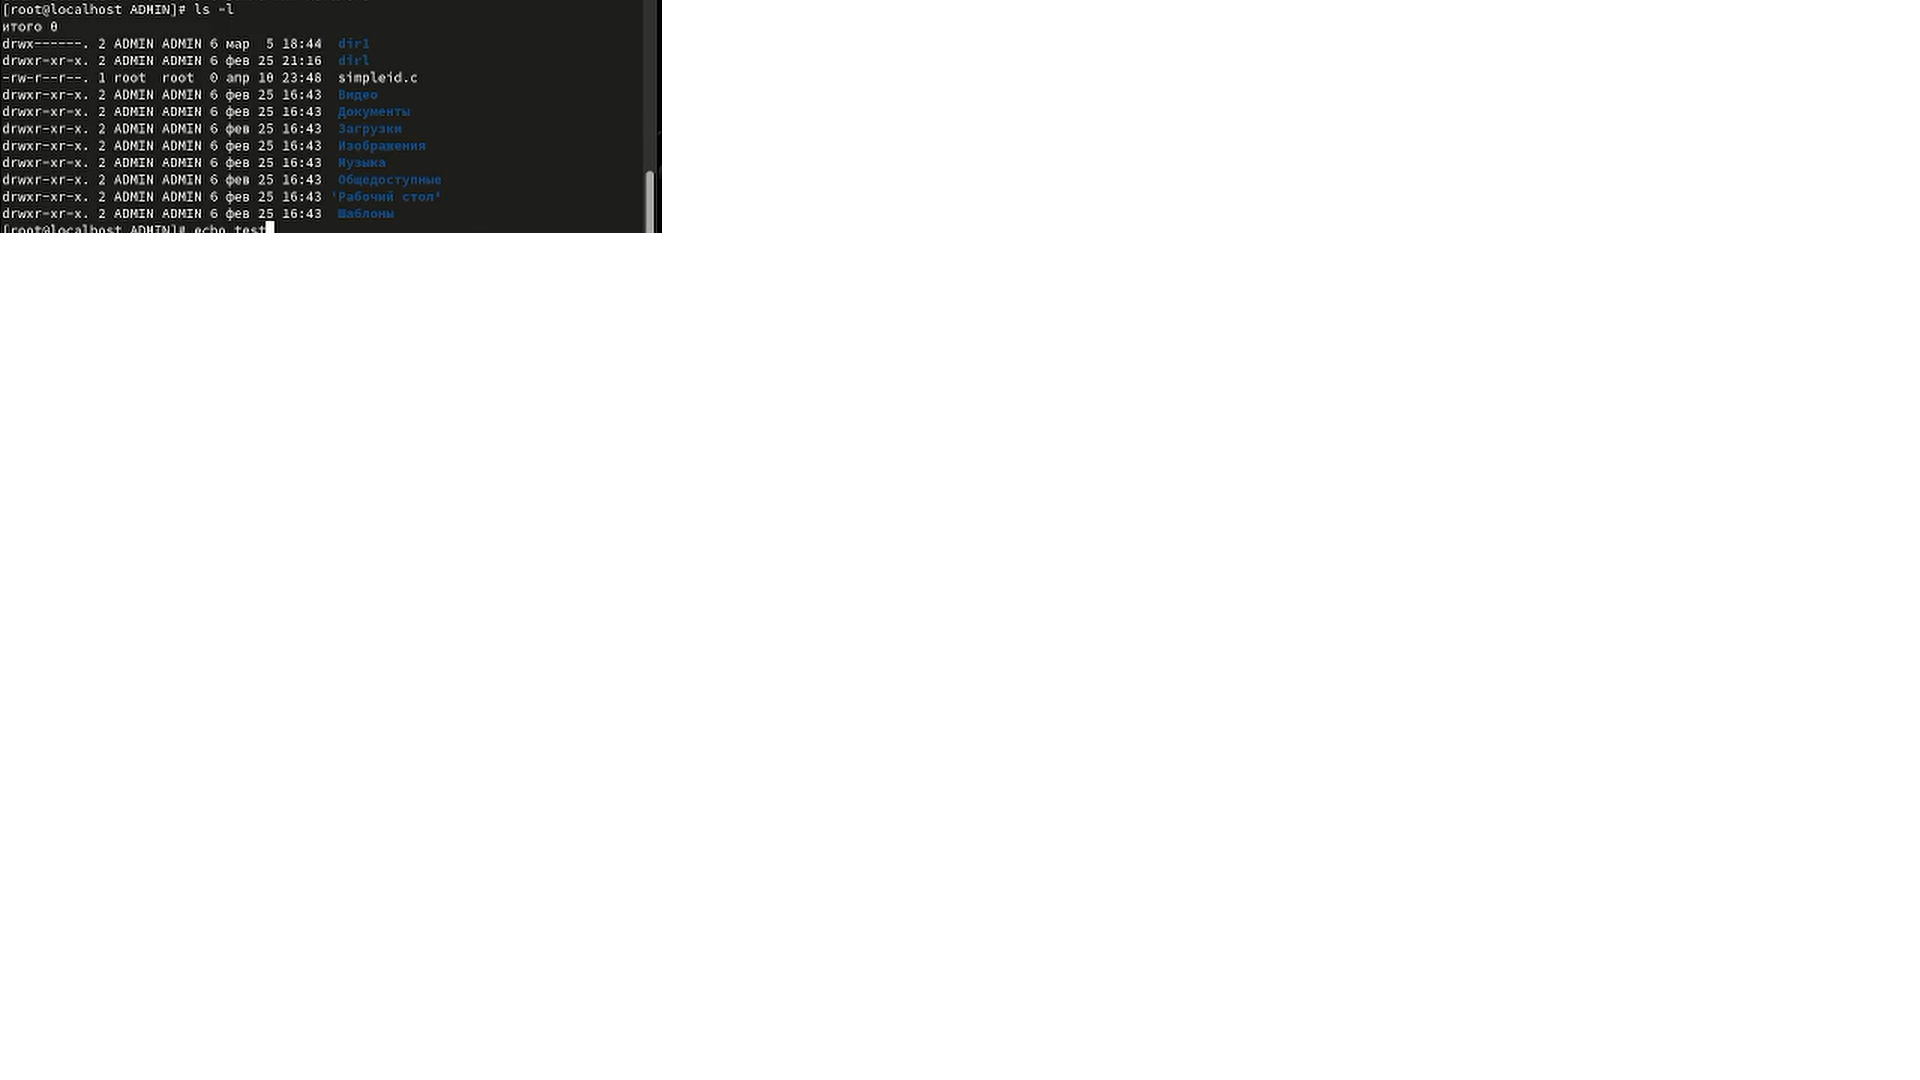 [root@localhost ADMIN]# ls -l
итого 0
drwx------. 2 ADMIN ADMIN 6 мар  5 18:44  dir1
drwxr-xr-x. 2 ADMIN ADMIN 6 фев 25 21:16  dirl
-rw-r--r--. 1 root  root  0 апр 10 23:48  simpleid.c
drwxr-xr-x. 2 ADMIN ADMIN 6 фев 25 16:43  Видео
drwxr-xr-x. 2 ADMIN ADMIN 6 фев 25 16:43  Документы
drwxr-xr-x. 2 ADMIN ADMIN 6 фев 25 16:43  Загрузки
drwxr-xr-x. 2 ADMIN ADMIN 6 фев 25 16:43  Изображения
drwxr-xr-x. 2 ADMIN ADMIN 6 фев 25 16:43  Музыка
drwxr-xr-x. 2 ADMIN ADMIN 6 фев 25 16:43  Общедоступные
drwxr-xr-x. 2 ADMIN ADMIN 6 фев 25 16:43 'Рабочий стол'
drwxr-xr-x. 2 ADMIN ADMIN 6 фев 25 16:43  Шаблоны
[root@localhost ADMIN]# echo test